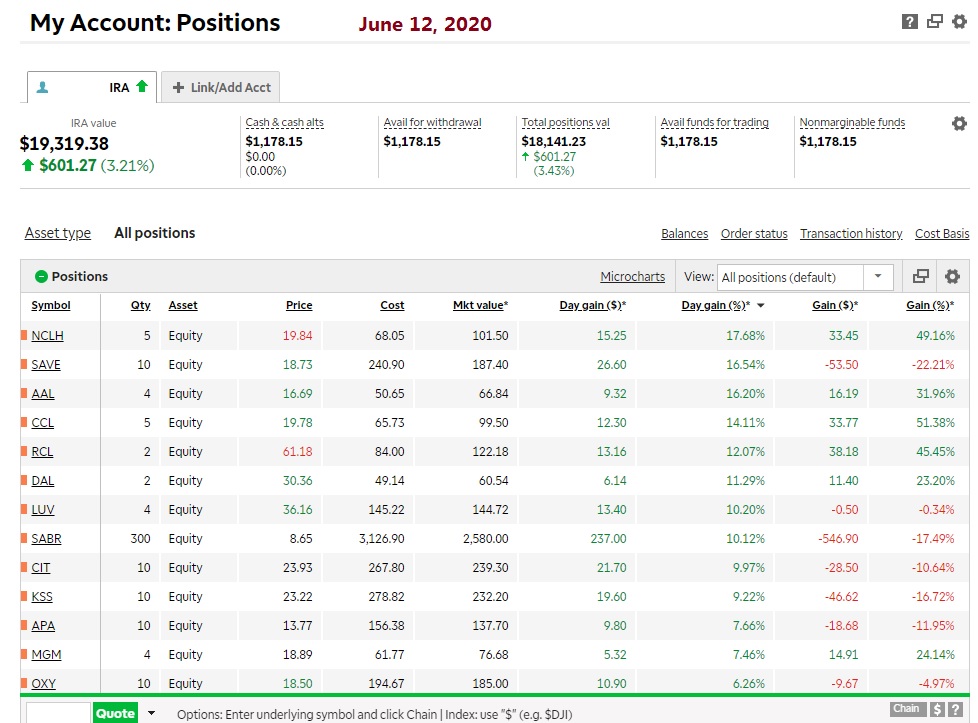 My Account: Positions June 12, 2020 ?
IRA + Link/Add Acct
IRA value Cash & cash alts Avail for withdrawal Total positions val Avail funds for trading Nonmarginable funds
$19,319.38 $1,178.15 $1,178.15 $18,141.23 $1,178.15 $1,178.15
$601.27 (3.21%) $0.00 $601.27
(0.00%) (3.43%)
Asset type All positions Balances Order status Transaction history Cost Basis
Positions Microcharts View: All positions (default)
Symbol Qty Asset Price Cost Mkt value* Day gain ($)* Day gain (%)* Gain ($)* Gain (%)*
NCLH 5 Equity 19.84 68.05 101.50 15.25 17.68% 33.45 49.16%
SAVE 10 Equity 18.73 240.90 187.40 26.60 16.54% -53.50 -22.21%
AAL 4 Equity 16.69 50.65 66.84 9.32 16.20% 16.19 31.96%
CCL 5 Equity 19.78 65.73 99.50 12.30 14.11% 33.77 51.38%
RCL 2 Equity 61.18 84.00 122.18 13.16 12.07% 38.18 45.45%
DAL 2 Equity 30.36 49.14 60.54 6.14 11.29% 11.40 23.20%
LUV 4 Equity 36.16 145.22 144.72 13.40 10.20% -0.50 -0.34%
SABR 300 Equity 8.65 3,126.90 2,580.00 237.00 10.12% -546.90 -17.49%
CIT 10 Equity 23.93 267.80 239.30 21.70 9.97% -28.50 -10.64%
KSS 10 Equity 23.22 278.82 232.20 19.60 9.22% -46.62 -16.72%
APA 10 Equity 13.77 156.38 137.70 9.80 7.66% -18.68 -11.95%
MGM 4 Equity 18.89 61.77 76.68 5.32 7.46% 14.91 24.14%
OXY 10 Equity 18.50 194.67 185.00 10.90 6.26% -9.67 -4.97%
Quote Options: Enter underlying symbol and click Chain | Index: use "$" (e.g. $DJI) Chain $ ?